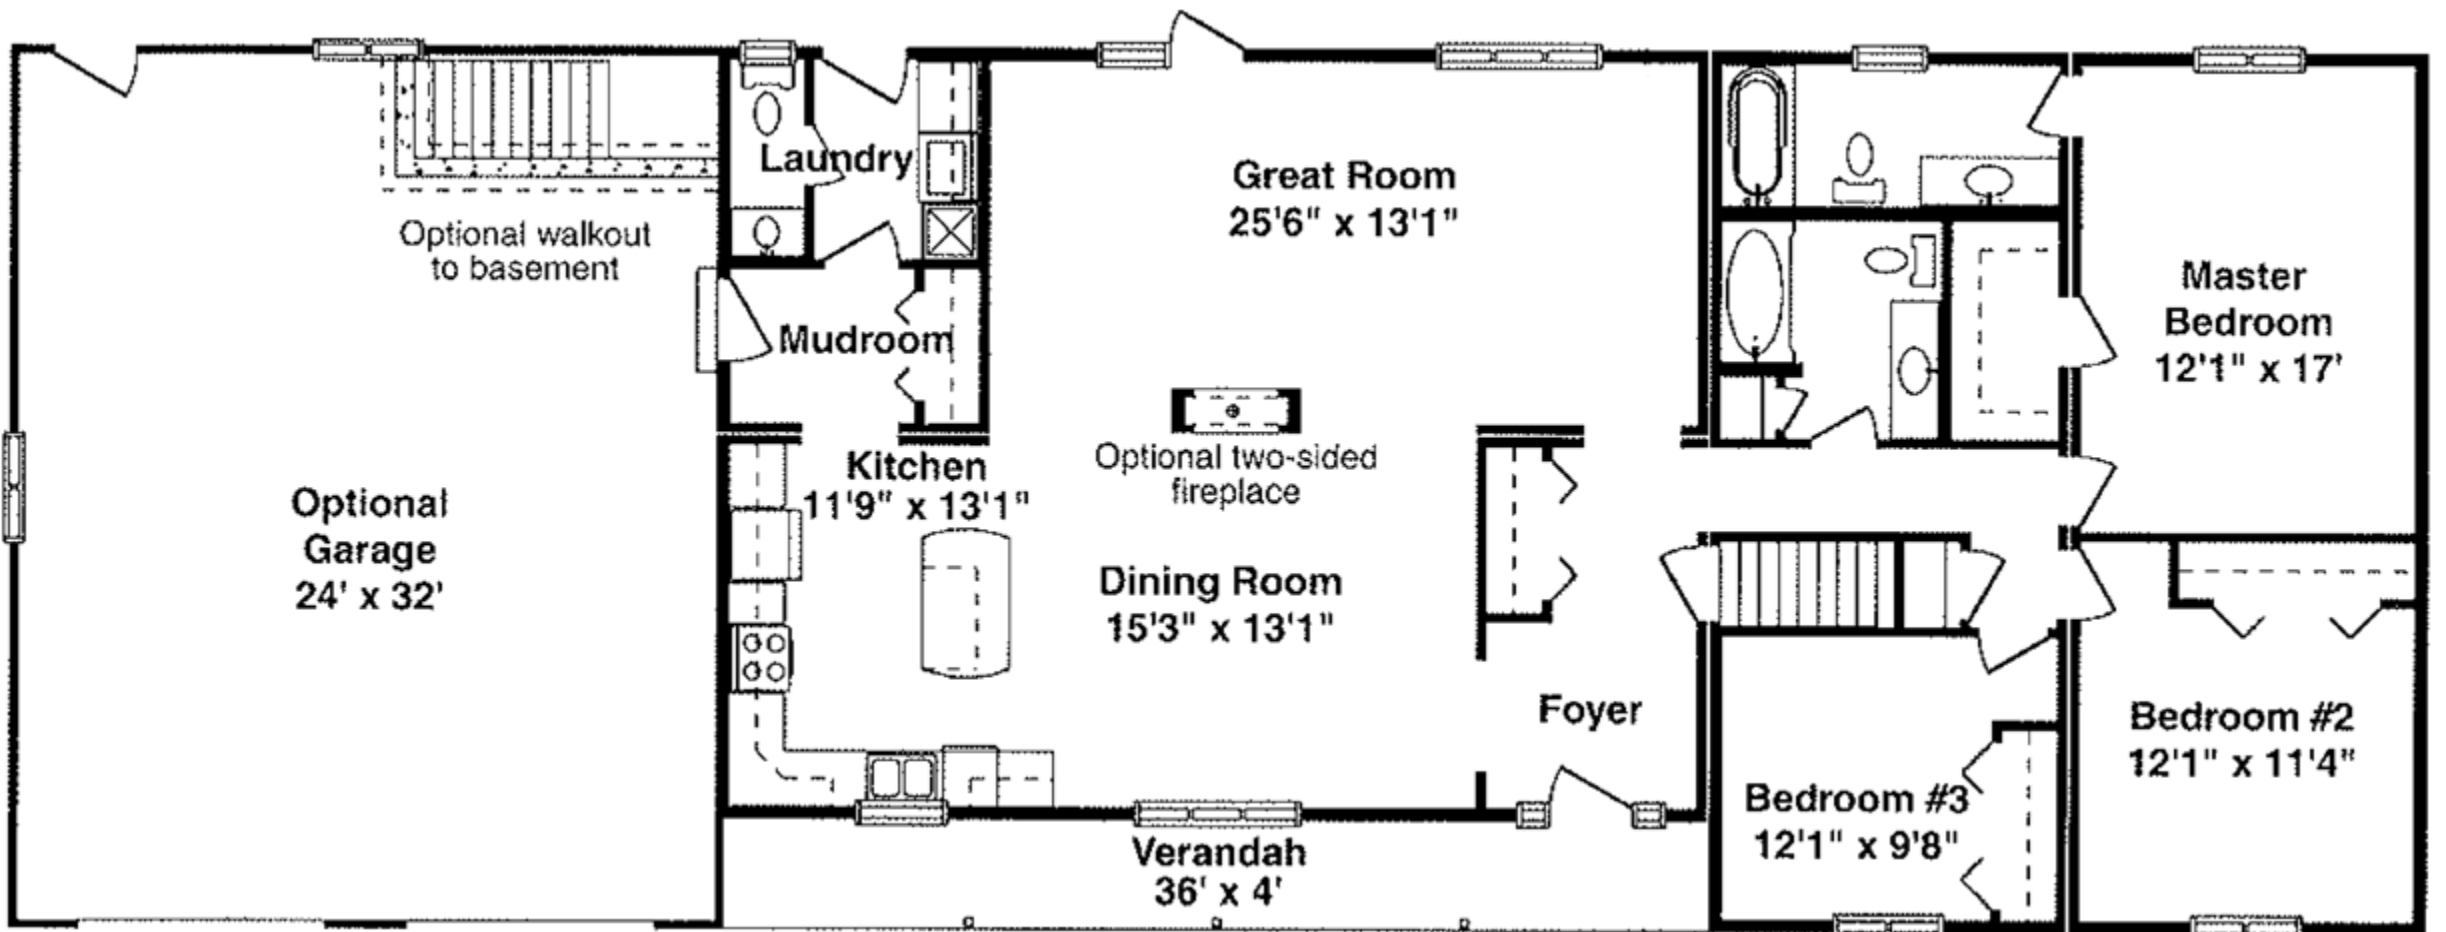 Optional walkout
to basement
Optional
Garage
24' x 32'
Laundry
Mudroom
Kitchen
11'9" x 13'1"
Great Room
25'6" x 13'1"
Optional two-sided
fireplace
Dining Room
15'3" x 13'1"
Foyer
Verandah
36' x 4'
Master
Bedroom
12'1" x 17'
Bedroom #2
12'1" x 11'4"
Bedroom #3
12'1" x 9'8"